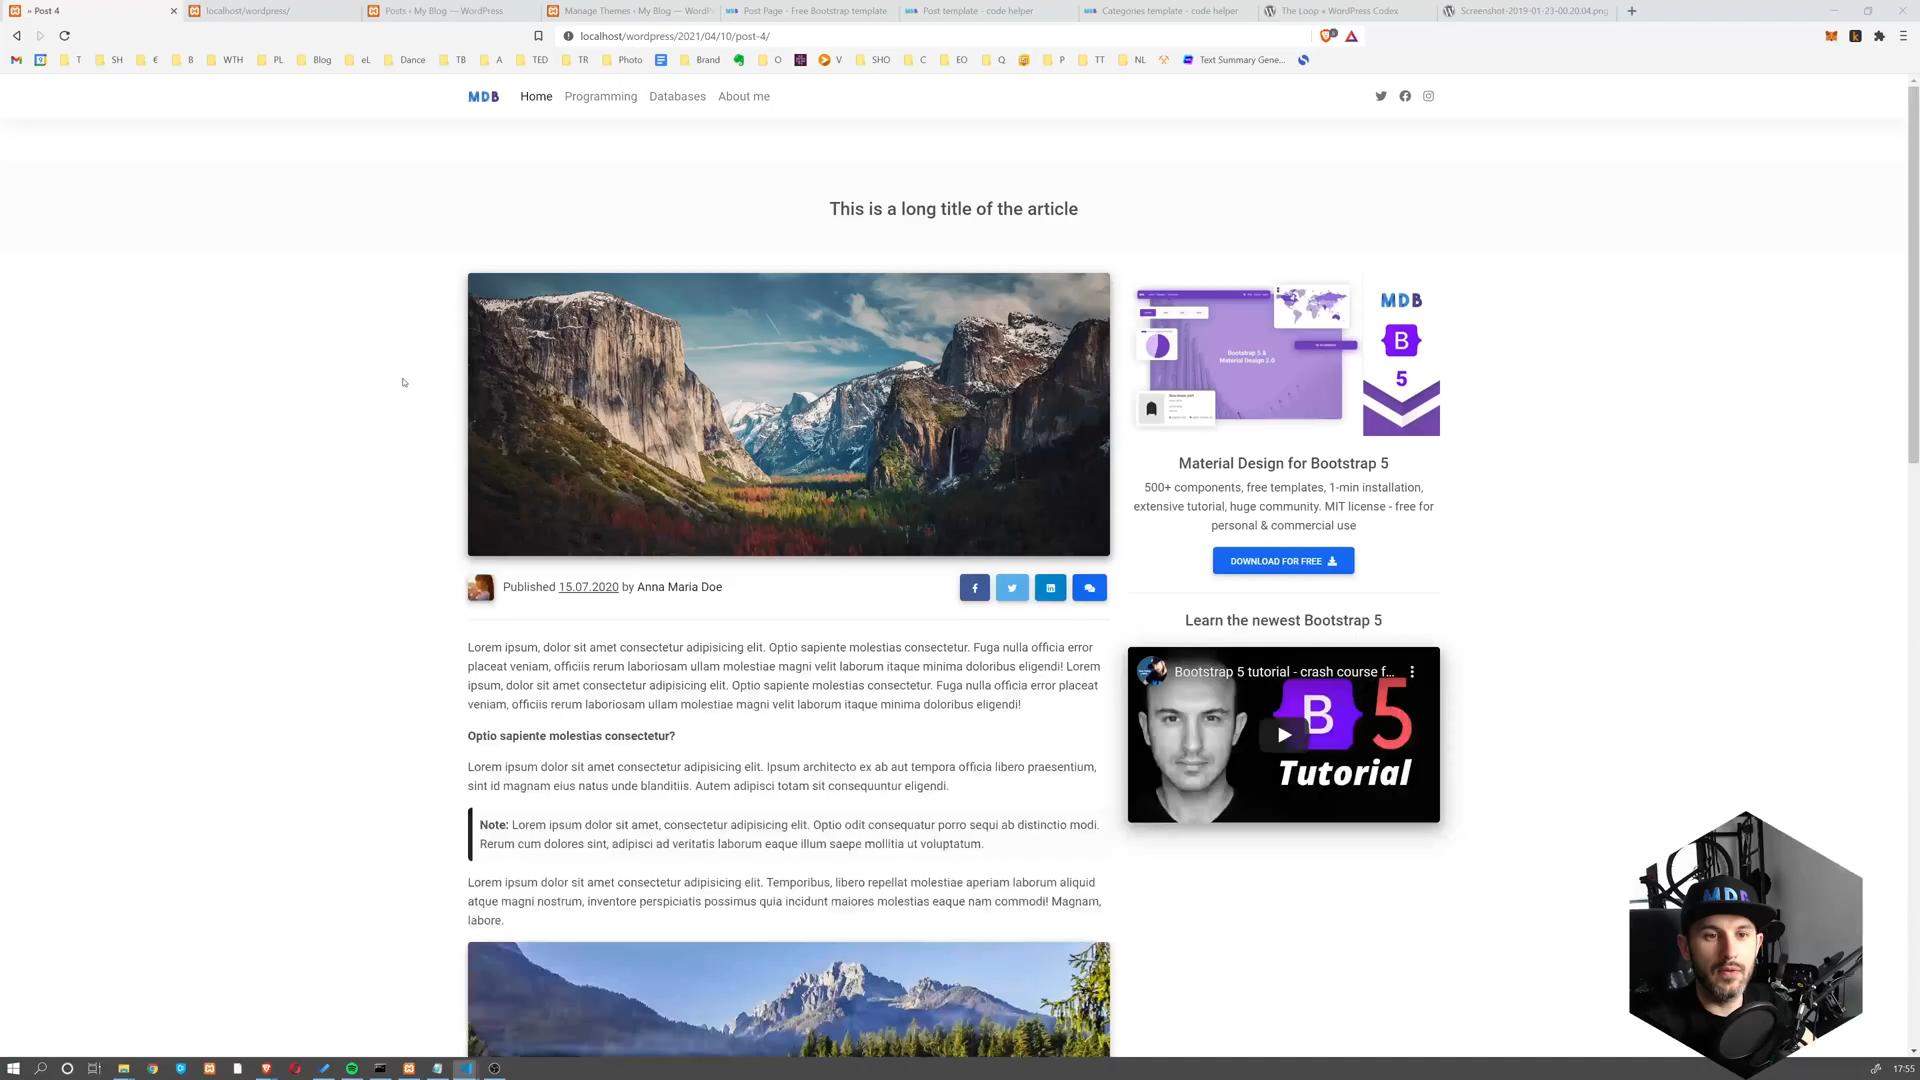 » Post 4
localhost/wordpress/
Posts ‹ My Blog — WordPress
Manage Themes ‹ My Blog — WordP
Post Page - Free Bootstrap template
Post template - code helper
Categories template - code helper
The Loop « WordPress Codex
Screenshot-2019-01-23-00.20.04.png
localhost/wordpress/2021/04/10/post-4/
T SH € B WTH PL Blog eL Dance TB A TED TR Photo Brand O V SHO C EO Q P TT NL Text Summary Gene...
MDB Home Programming Databases About me
This is a long title of the article
Bootstrap 5 &
Material Design 2.0
MDB
B
5
Material Design for Bootstrap 5
500+ components, free templates, 1-min installation,
extensive tutorial, huge community. MIT license - free for
personal & commercial use
DOWNLOAD FOR FREE
Published 15.07.2020 by Anna Maria Doe
Learn the newest Bootstrap 5
Bootstrap 5 tutorial - crash course f...
B 5
Tutorial
Lorem ipsum, dolor sit amet consectetur adipisicing elit. Optio sapiente molestias consectetur. Fuga nulla officia error
placeat veniam, officiis rerum laboriosam ullam molestiae magni velit laborum itaque minima doloribus eligendi! Lorem
ipsum, dolor sit amet consectetur adipisicing elit. Optio sapiente molestias consectetur. Fuga nulla officia error placeat
veniam, officiis rerum laboriosam ullam molestiae magni velit laborum itaque minima doloribus eligendi!
Optio sapiente molestias consectetur?
Lorem ipsum dolor sit amet consectetur adipisicing elit. Ipsum architecto ex ab aut tempora officia libero praesentium,
sint id magnam eius natus unde blanditiis. Autem adipisci totam sit consequuntur eligendi.
Note: Lorem ipsum dolor sit amet, consectetur adipisicing elit. Optio odit consequatur porro sequi ab distinctio modi.
Rerum cum dolores sint, adipisci ad veritatis laborum eaque illum saepe mollitia ut voluptatum.
Lorem ipsum dolor sit amet consectetur adipisicing elit. Temporibus, libero repellat molestiae aperiam laborum aliquid
atque magni nostrum, inventore perspiciatis possimus quia incidunt maiores molestias eaque nam commodi! Magnam,
labore.
MDB
17:55